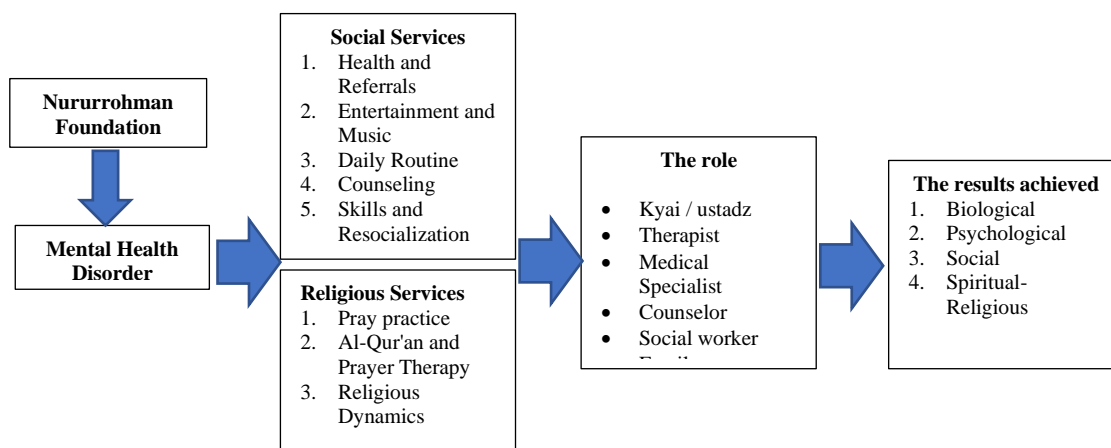 Nururrohman
Foundation
Mental Health
Disorder
Social Services
1. Health and
Referrals
2. Entertainment and
Music
3. Daily Routine
4. Counseling
5. Skills and
Resocialization
Religious Services
1. Pray practice
2. Al-Qur'an and
Prayer Therapy
3. Religious
Dynamics
The role
• Kyai / ustadz
• Therapist
• Medical
Specialist
• Counselor
• Social worker
The results achieved
1. Biological
2. Psychological
3. Social
4. Spiritual-
Religious